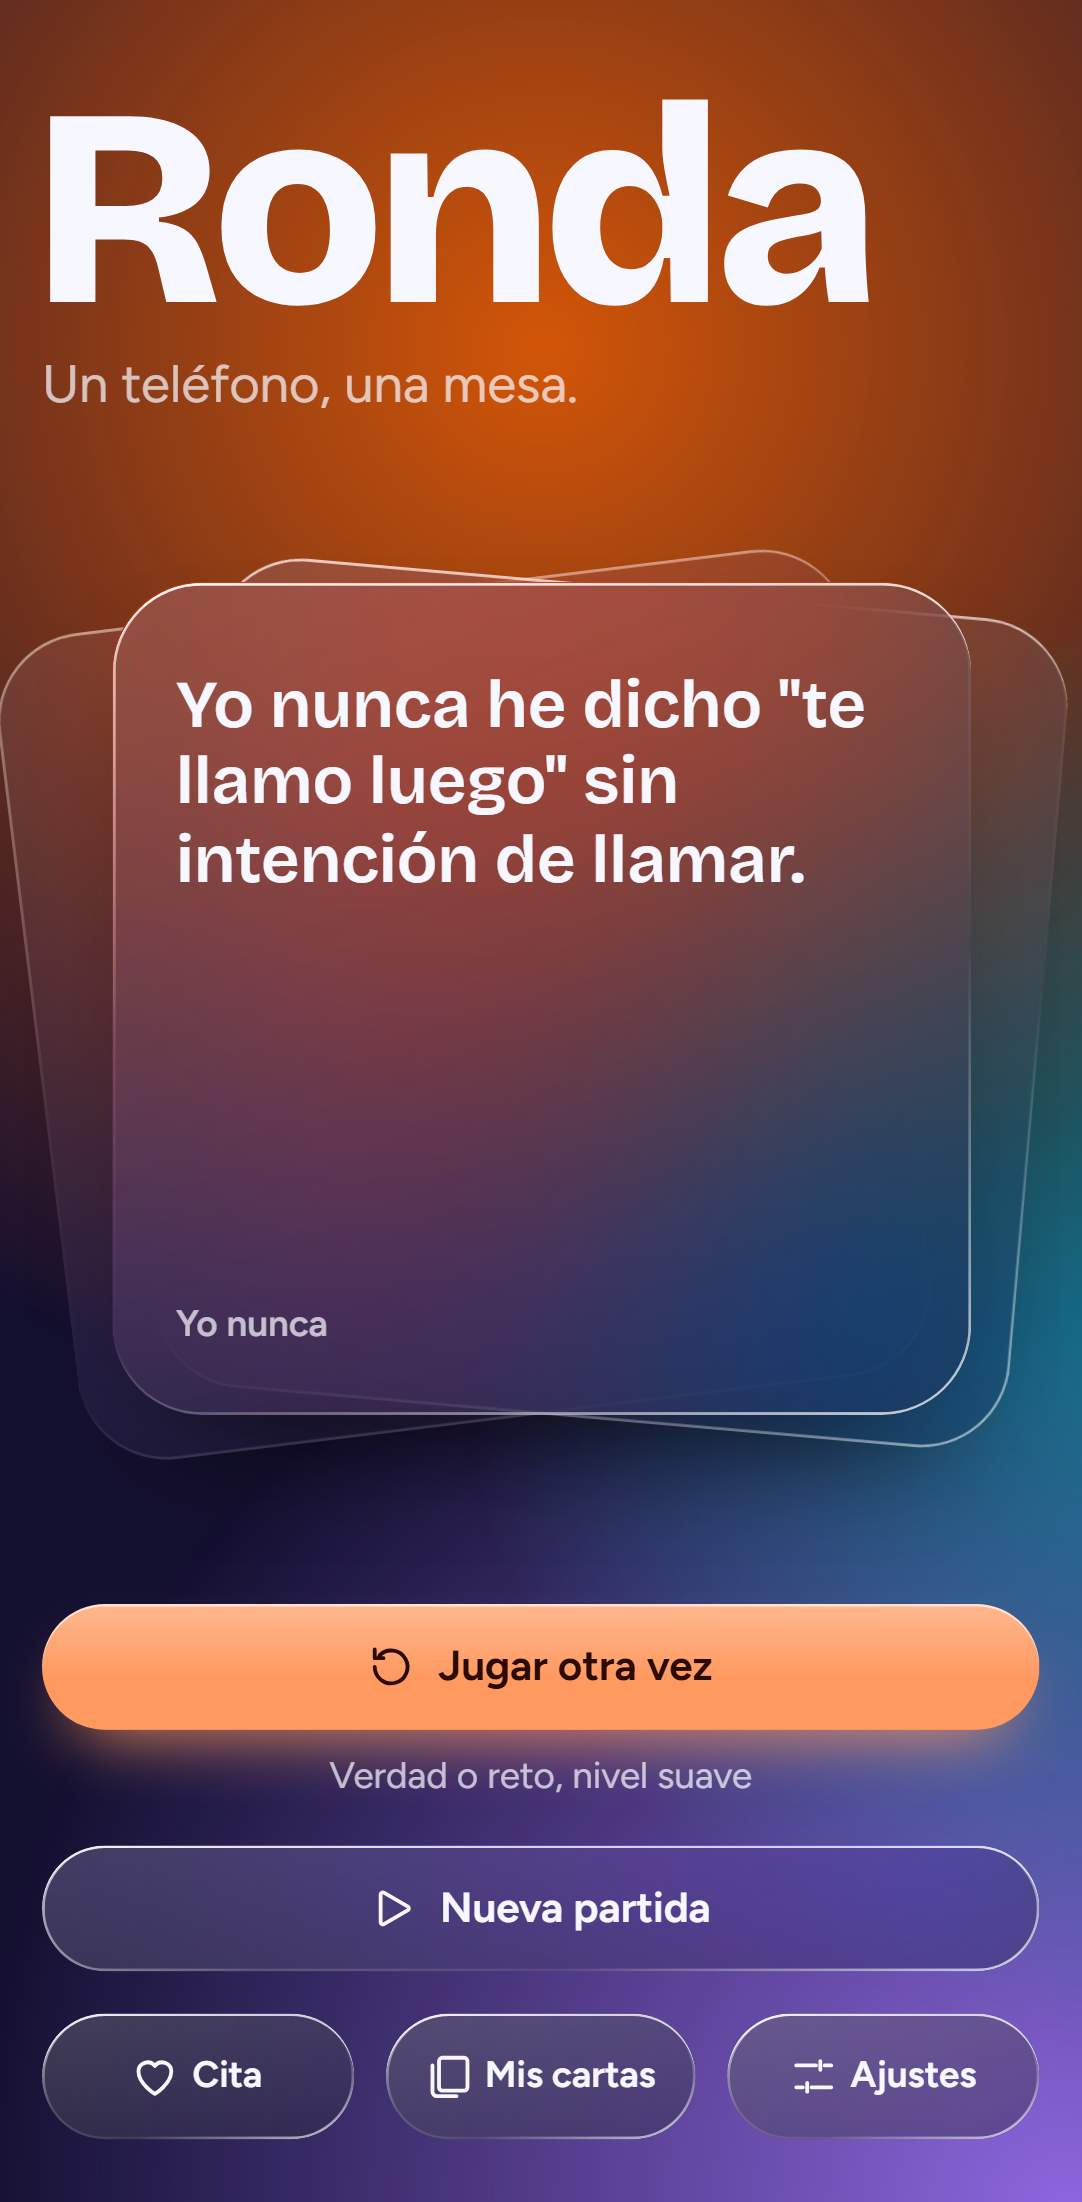 Ronda
Un teléfono, una mesa.
Yo nunca he dicho "te
llamo luego" sin
intención de llamar.
Yo nunca
Jugar otra vez
Verdad o reto, nivel suave
Nueva partida
Cita
Mis cartas
Ajustes